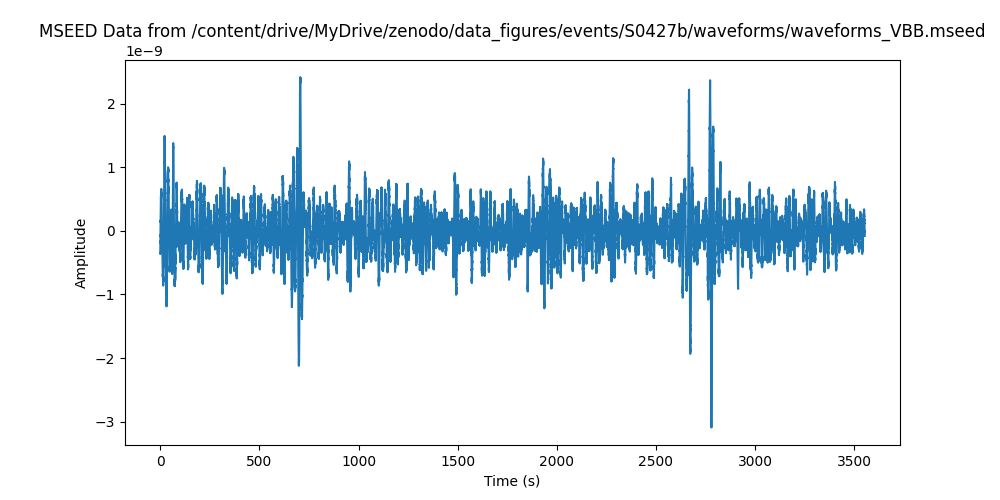 MSEED Data from /content/drive/MyDrive/zenodo/data_figures/events/S0427b/waveforms/waveforms_VBB.mseed
1e−9
2
1
0
−1
−2
−3
Amplitude
0 500 1000 1500 2000 2500 3000 3500
Time (s)